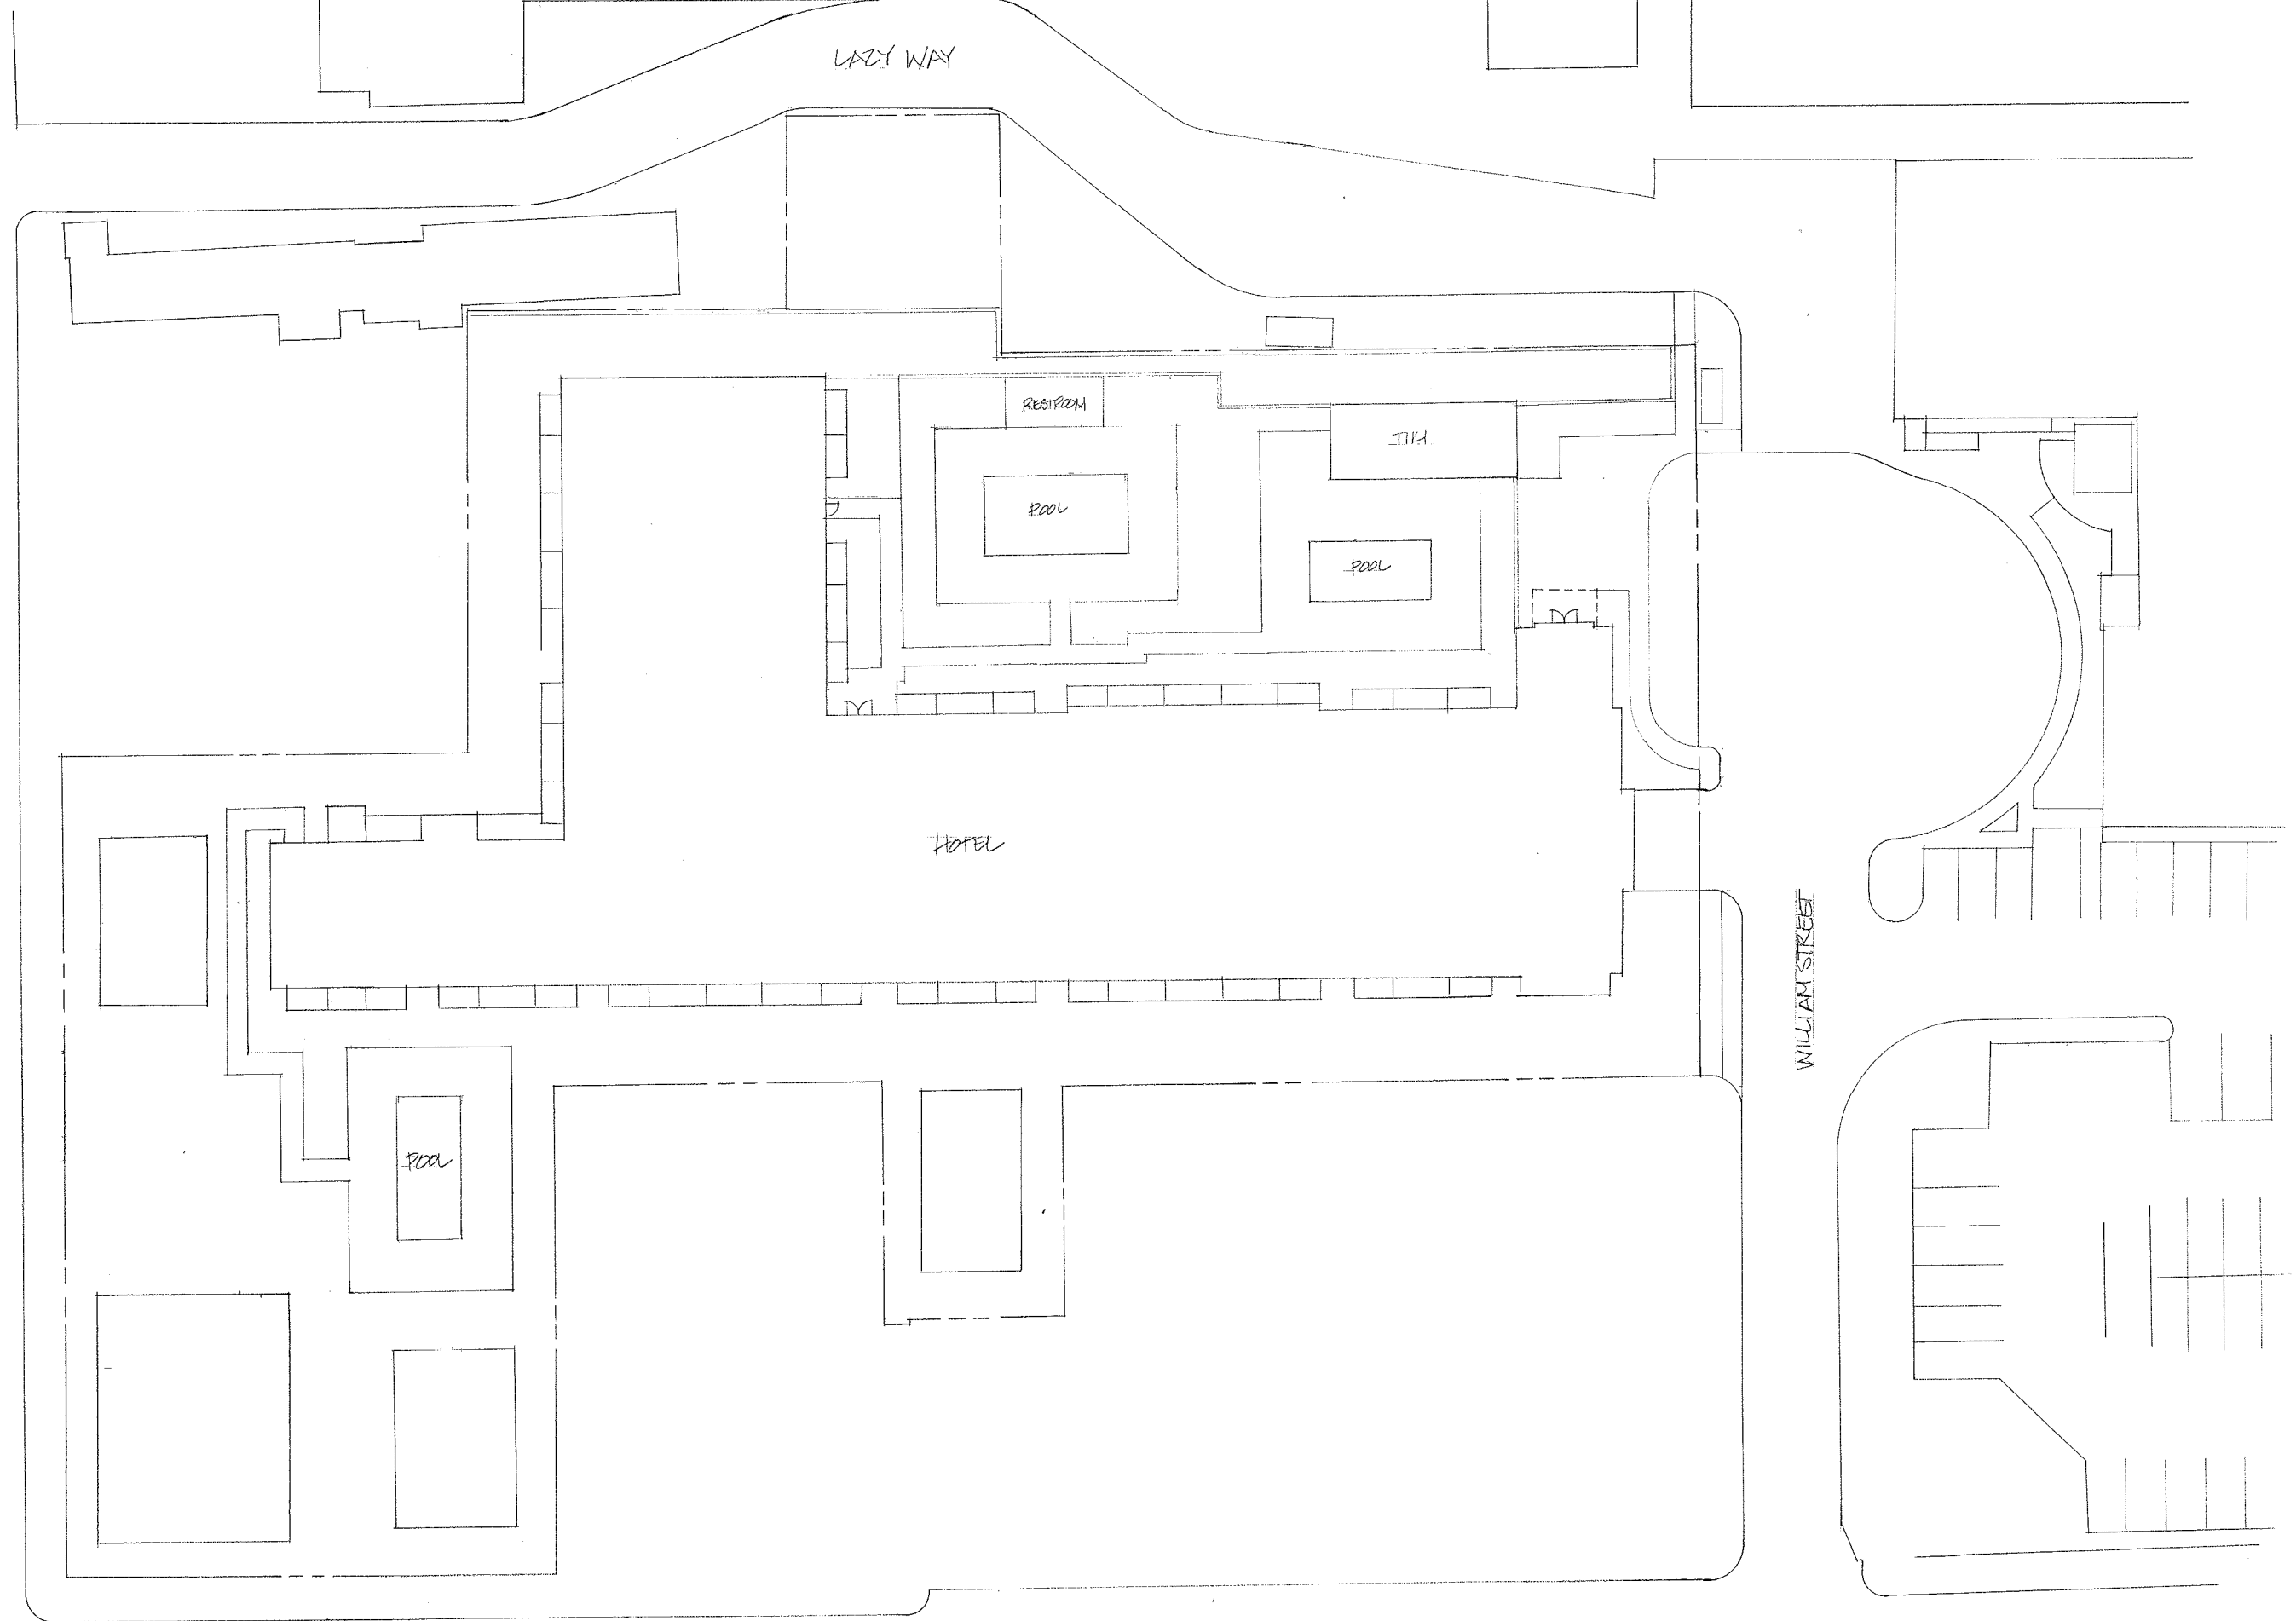 LAZY WAY
RESTROOM
TIKI
POOL
POOL
HOTEL
WILLIAM STREET
POOL